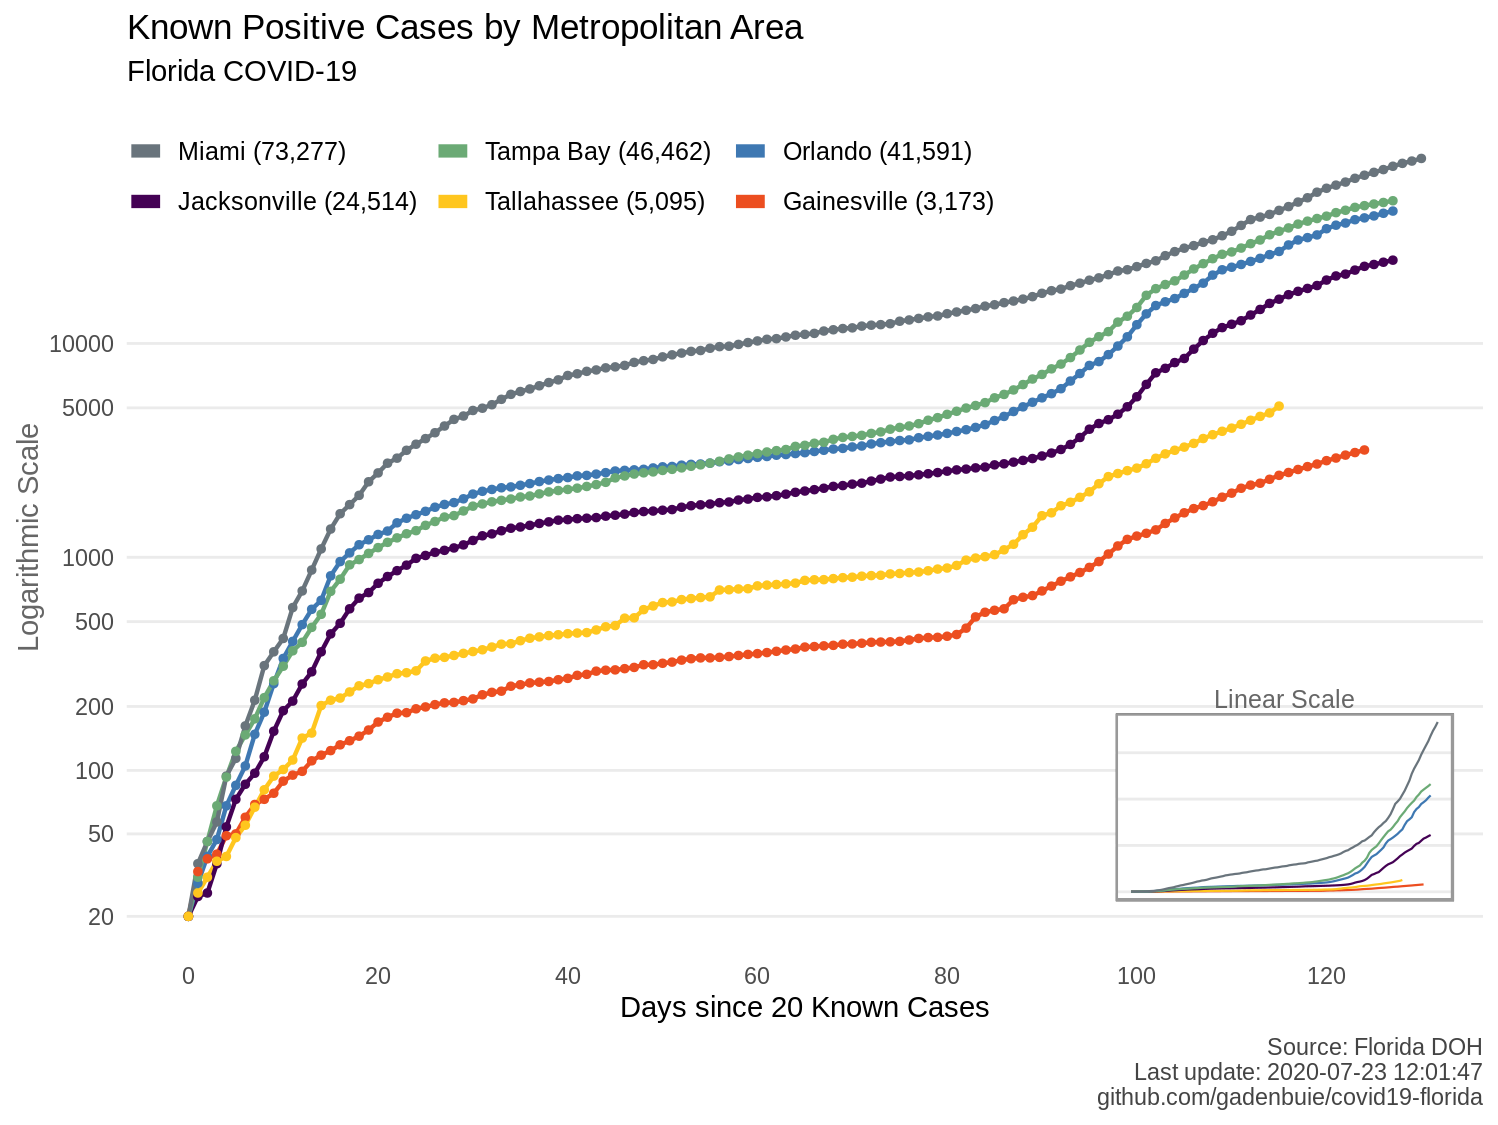 Known Positive Cases by Metropolitan Area
Florida COVID-19
Miami (73,277) Tampa Bay (46,462) Orlando (41,591)
Jacksonville (24,514) Tallahassee (5,095) Gainesville (3,173)
Logarithmic Scale
10000
5000
1000
500
200
100
50
20
Linear Scale
0 20 40 60 80 100 120
Days since 20 Known Cases
Source: Florida DOH
Last update: 2020-07-23 12:01:47
github.com/gadenbuie/covid19-florida